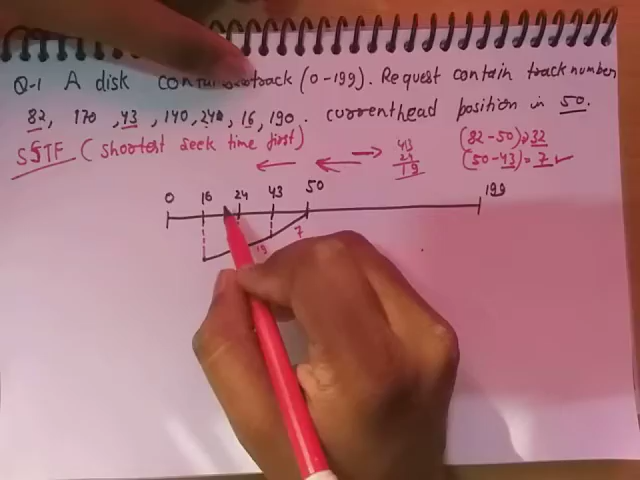 Q-1 A disk track (0-199). Request contain track number
82, 170, 43, 140, 24, 16, 190. current head position in 50.
SSTF (shortest seek time first)
43
24
19
(82-50)=32
(50-43)=7 ✓
0 16 24 43 50 199
19 7